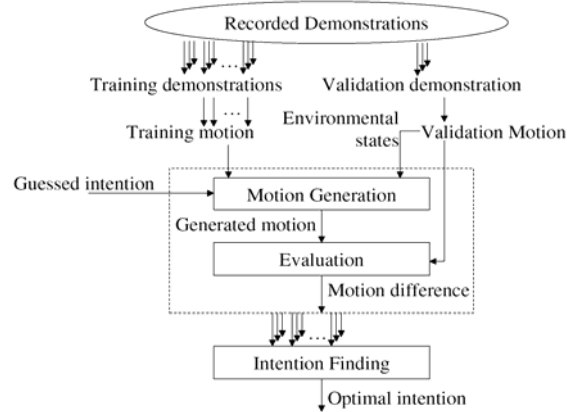 Recorded Demonstrations
...
Training demonstrations
Validation demonstration
...
Training motion
Environmental
states
Validation Motion
Guessed intention
Motion Generation
Generated motion
Evaluation
Motion difference
...
Intention Finding
Optimal intention